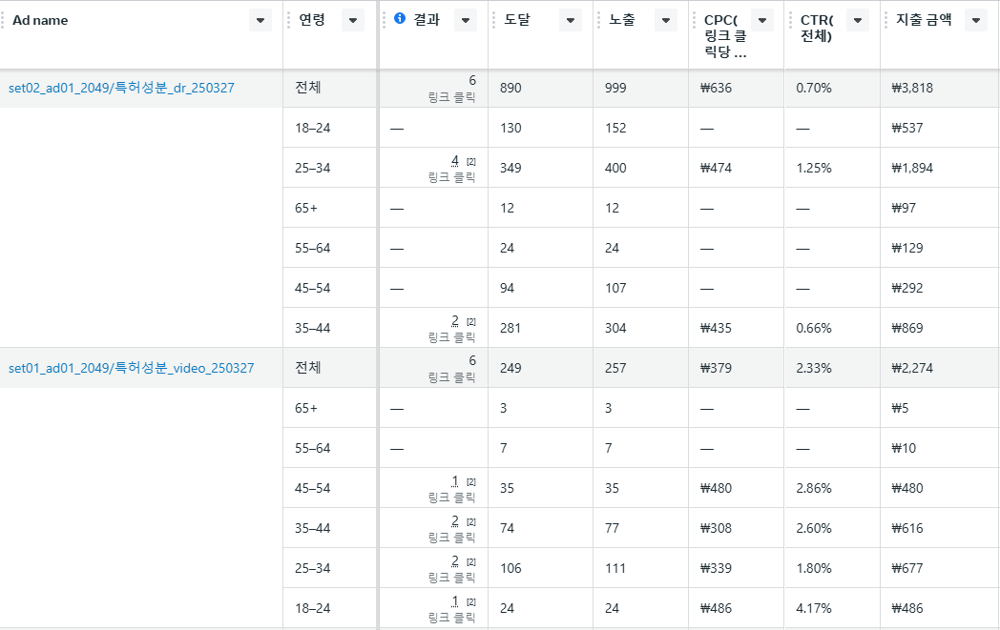 Ad name 연령 결과 도달 노출 CPC( 링크 클 릭당 ... CTR( 전체) 지출 금액
set02_ad01_2049/특허성분_dr_250327 전체 6 링크 클릭 890 999 ₩636 0.70% ₩3,818
18–24 — 130 152 — — ₩537
25–34 4 [2] 링크 클릭 349 400 ₩474 1.25% ₩1,894
65+ — 12 12 — — ₩97
55–64 — 24 24 — — ₩129
45–54 — 94 107 — — ₩292
35–44 2 [2] 링크 클릭 281 304 ₩435 0.66% ₩869
set01_ad01_2049/특허성분_video_250327 전체 6 링크 클릭 249 257 ₩379 2.33% ₩2,274
65+ — 3 3 — — ₩5
55–64 — 7 7 — — ₩10
45–54 1 [2] 링크 클릭 35 35 ₩480 2.86% ₩480
35–44 2 [2] 링크 클릭 74 77 ₩308 2.60% ₩616
25–34 2 [2] 링크 클릭 106 111 ₩339 1.80% ₩677
18–24 1 [2] 링크 클릭 24 24 ₩486 4.17% ₩486